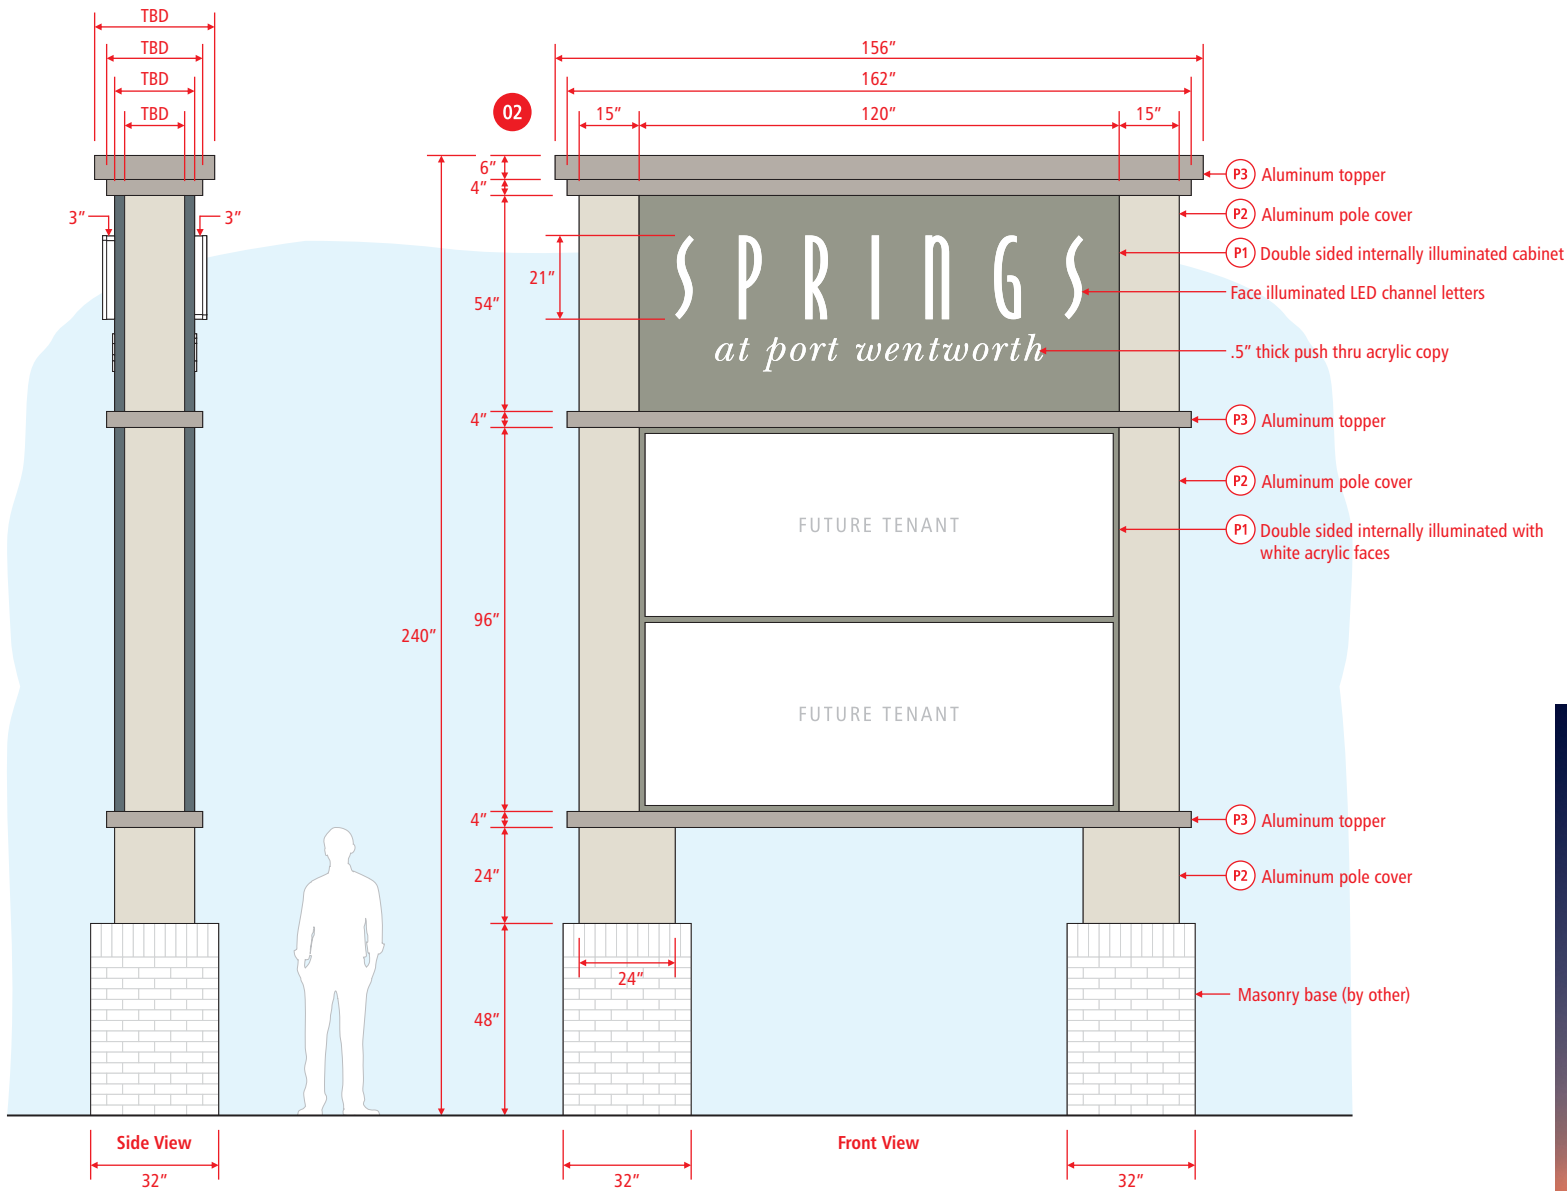 TBD
TBD
TBD
TBD
156”
162”
02
15”
120”
15”
6”
4”
3”
3”
P3 Aluminum topper
P2 Aluminum pole cover
P1 Double sided internally illuminated cabinet
SPRINGS
21”
54”
Face illuminated LED channel letters
at port wentworth
.5” thick push thru acrylic copy
4”
P3 Aluminum topper
P2 Aluminum pole cover
FUTURE TENANT
P1 Double sided internally illuminated with
white acrylic faces
96”
240”
FUTURE TENANT
4”
P3 Aluminum topper
24”
P2 Aluminum pole cover
24”
Masonry base (by other)
48”
Side View
Front View
32”
32”
32”